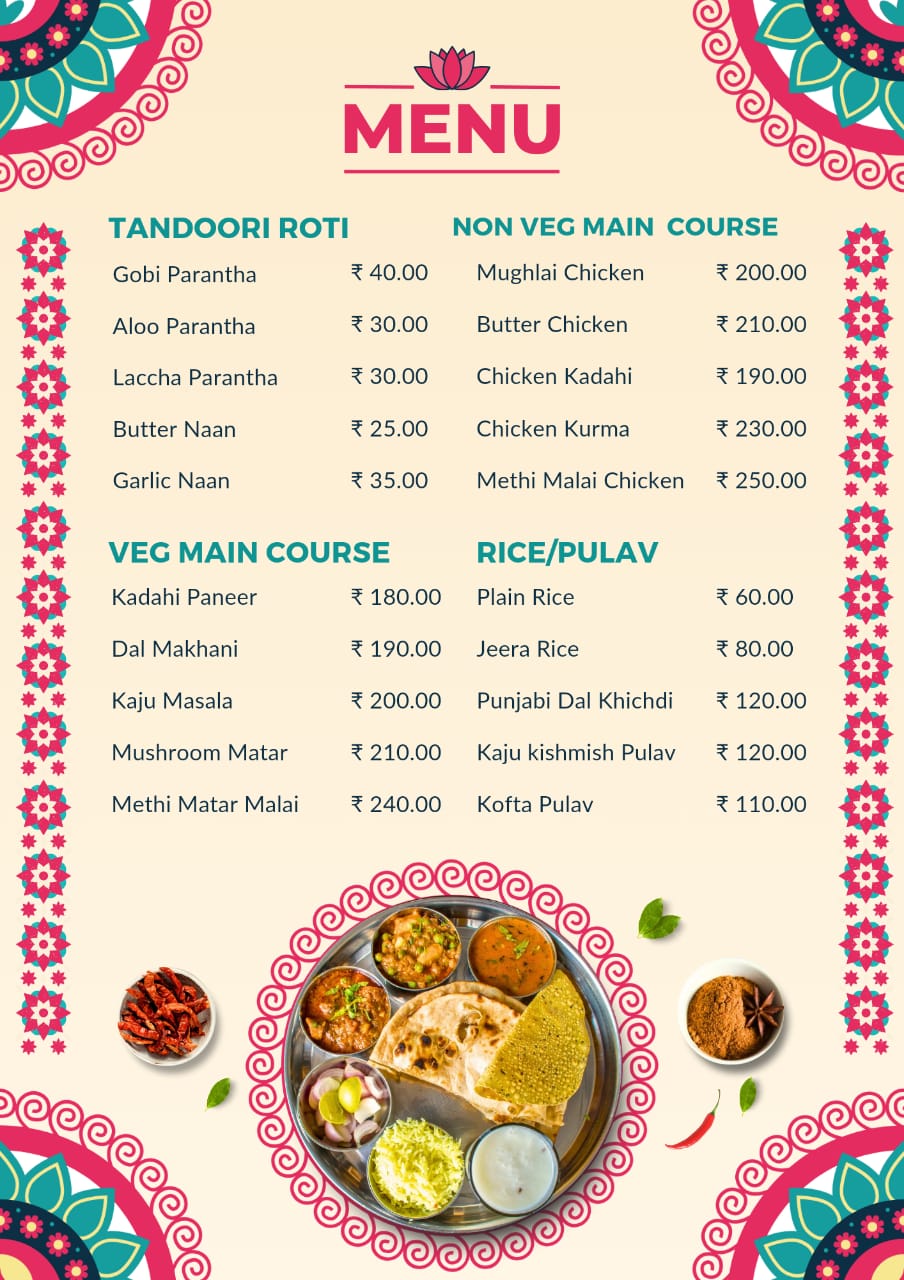 MENU
TANDOORI ROTI
Gobi Parantha ₹ 40.00
Aloo Parantha ₹ 30.00
Laccha Parantha ₹ 30.00
Butter Naan ₹ 25.00
Garlic Naan ₹ 35.00
NON VEG MAIN COURSE
Mughlai Chicken ₹ 200.00
Butter Chicken ₹ 210.00
Chicken Kadahi ₹ 190.00
Chicken Kurma ₹ 230.00
Methi Malai Chicken ₹ 250.00
VEG MAIN COURSE
Kadahi Paneer ₹ 180.00
Dal Makhani ₹ 190.00
Kaju Masala ₹ 200.00
Mushroom Matar ₹ 210.00
Methi Matar Malai ₹ 240.00
RICE/PULAV
Plain Rice ₹ 60.00
Jeera Rice ₹ 80.00
Punjabi Dal Khichdi ₹ 120.00
Kaju kishmish Pulav ₹ 120.00
Kofta Pulav ₹ 110.00